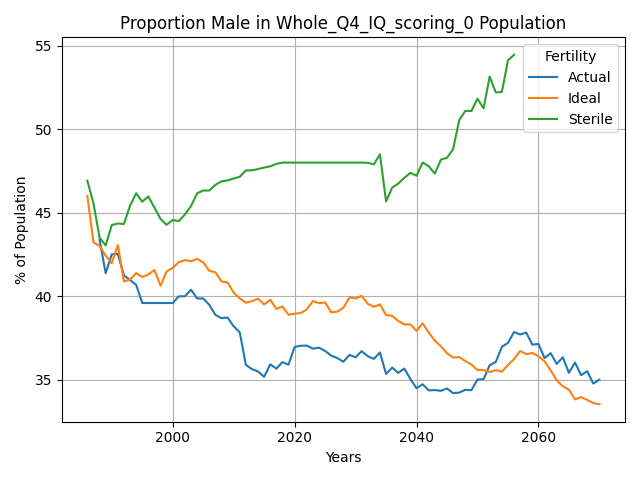 Proportion Male in Whole_Q4_IQ_scoring_0 Population
Fertility
Actual
Ideal
Sterile
% of Population
55
50
45
40
35
2000
2020
2040
2060
Years